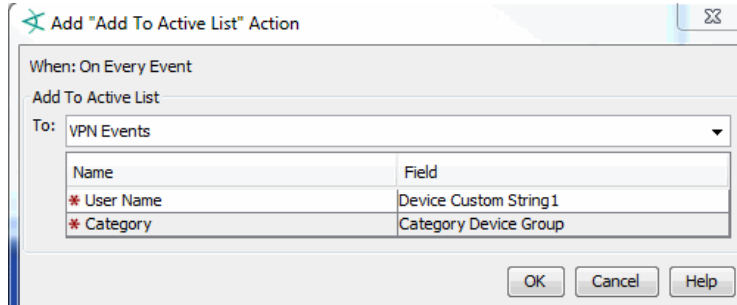 Add "Add To Active List" Action
When: On Every Event
Add To Active List
To: VPN Events
Name Field
* User Name Device Custom String1
* Category Category Device Group
OK Cancel Help